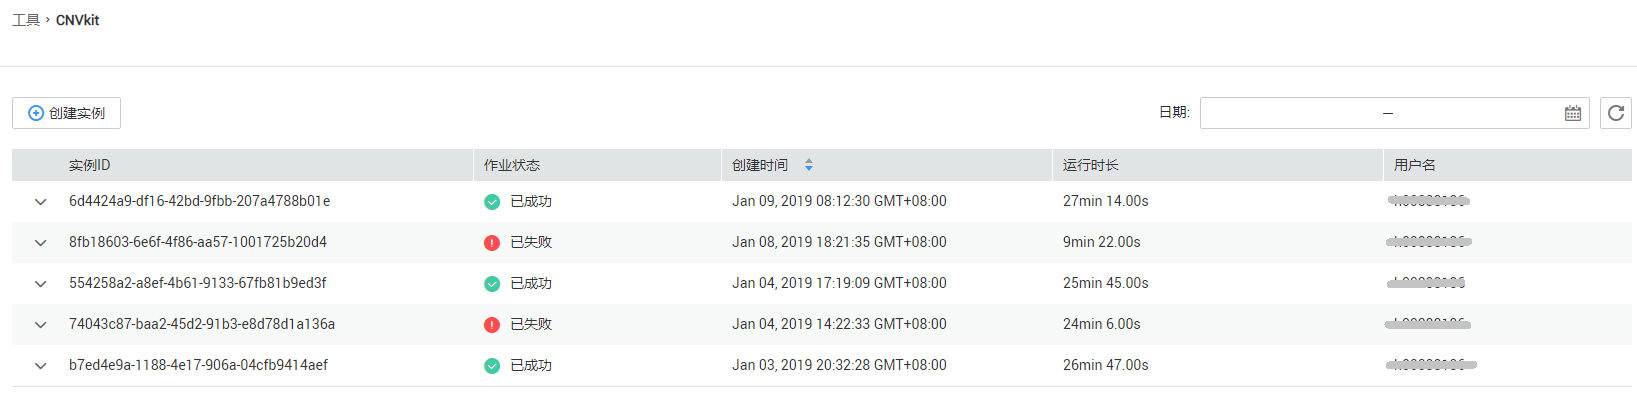 工具 › CNVkit
创建实例 日期: –
实例ID 作业状态 创建时间 运行时长 用户名
6d4424a9-df16-42bd-9fbb-207a4788b01e 已成功 Jan 09, 2019 08:12:30 GMT+08:00 27min 14.00s
8fb18603-6e6f-4f86-aa57-1001725b20d4 已失败 Jan 08, 2019 18:21:35 GMT+08:00 9min 22.00s
554258a2-a8ef-4b61-9133-67fb81b9ed3f 已成功 Jan 04, 2019 17:19:09 GMT+08:00 25min 45.00s
74043c87-baa2-45d2-91b3-e8d78d1a136a 已失败 Jan 04, 2019 14:22:33 GMT+08:00 24min 6.00s
b7ed4e9a-1188-4e17-906a-04cfb9414aef 已成功 Jan 03, 2019 20:32:28 GMT+08:00 26min 47.00s